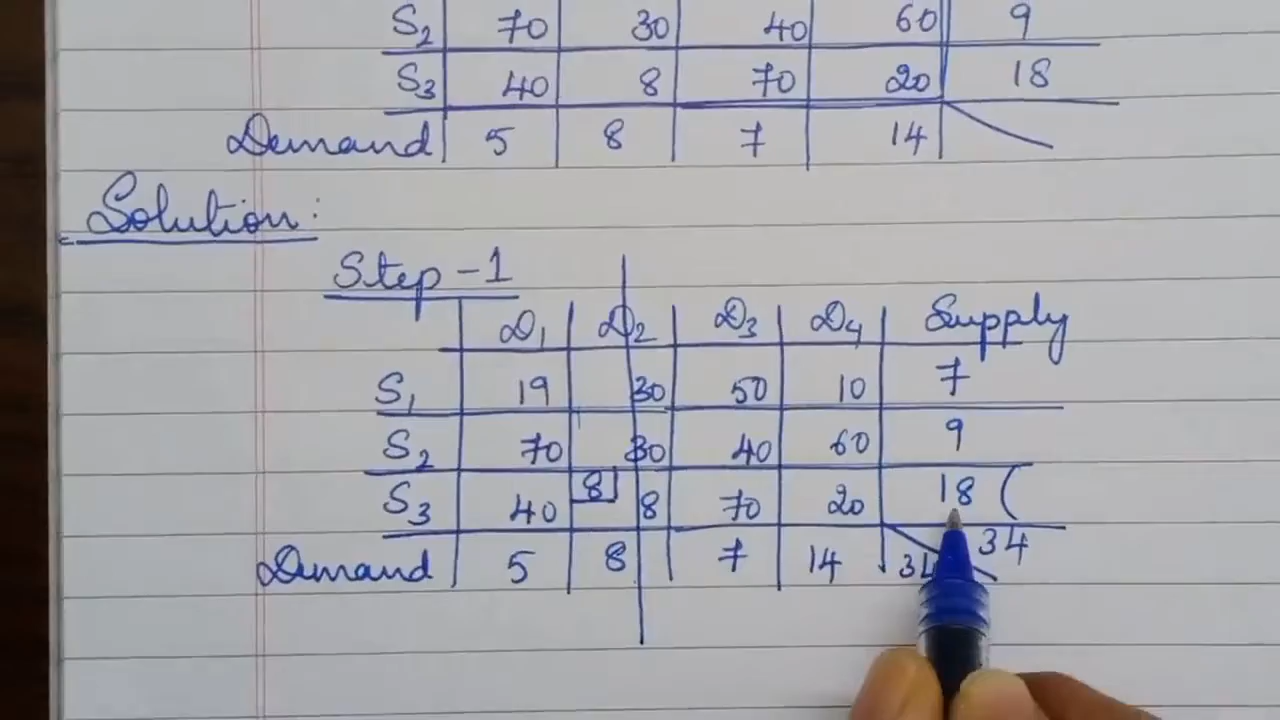 S2 70 30 40 60 9
S3 40 8 70 20 18
Demand 5 8 7 14
Solution:
Step-1
D1 D2 D3 D4 Supply
S1 19 30 50 10 7
S2 70 30 40 60 9
S3 40 8 8 70 20 18 (
Demand 5 8 7 14 34 34